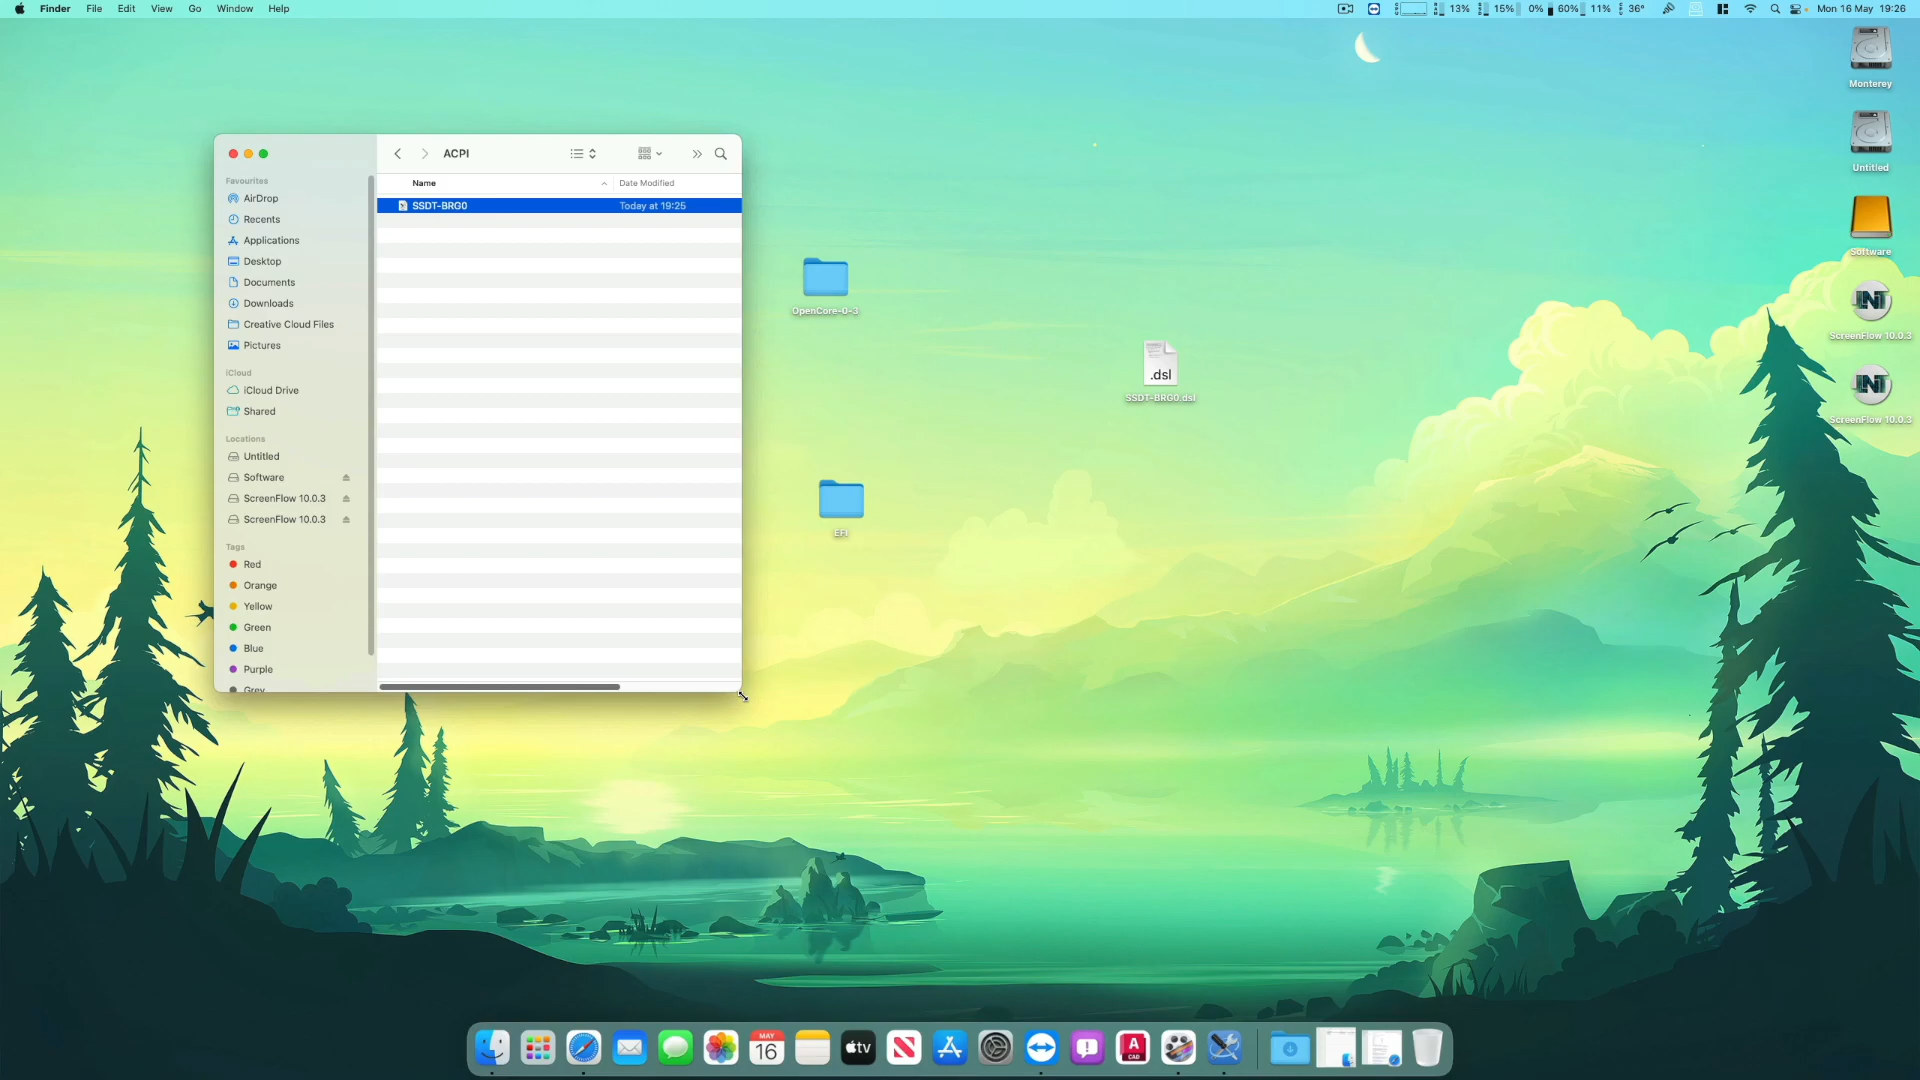 Finder File Edit View Go Window Help
13% 15% 0% 60% 11% 36° Mon 16 May 19:26
Monterey
Untitled
Software
ScreenFlow 10.0.3
ScreenFlow 10.0.3
ACPI
Name Date Modified
SSDT-BRG0 Today at 19:25
Favourites
AirDrop
Recents
Applications
Desktop
Documents
Downloads
Creative Cloud Files
Pictures
iCloud
iCloud Drive
Shared
Locations
Untitled
Software
ScreenFlow 10.0.3
ScreenFlow 10.0.3
Tags
Red
Orange
Yellow
Green
Blue
Purple
Grey
OpenCore-0-3
.dsl
SSDT-BRG0.dsl
EFI
MAY
16
tv
A
CAD